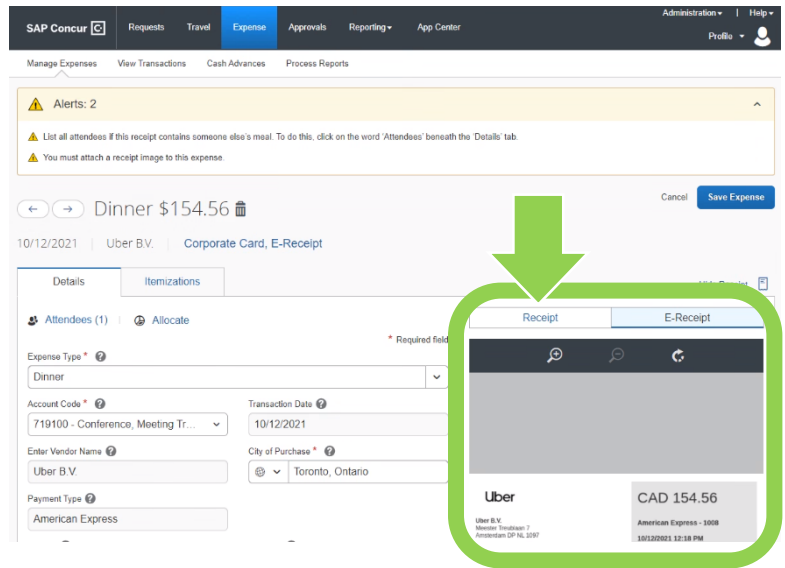 Administration | Help
SAP Concur C Requests Travel Expense Approvals Reporting App Center
Profile
Manage Expenses View Transactions Cash Advances Process Reports
Alerts: 2
List all attendees if this receipt contains someone else's meal. To do this, click on the word 'Attendees' beneath the 'Details' tab.
You must attach a receipt image to this expense.
Cancel Save Expense
Dinner $154.56
10/12/2021 | Uber B.V. Corporate Card, E-Receipt
Details Itemizations
Receipt E-Receipt
Attendees (1) | Allocate
* Required field
Expense Type *
Dinner
Account Code * Transaction Date
719100 - Conference, Meeting Tr... 10/12/2021
Enter Vendor Name City of Purchase *
Uber B.V. Toronto, Ontario
Payment Type
American Express
Uber CAD 154.56
Uber B.V.
Meester Treublaan 7
Amsterdam DP NL 1097
American Express - 1008
10/12/2021 12:18 PM